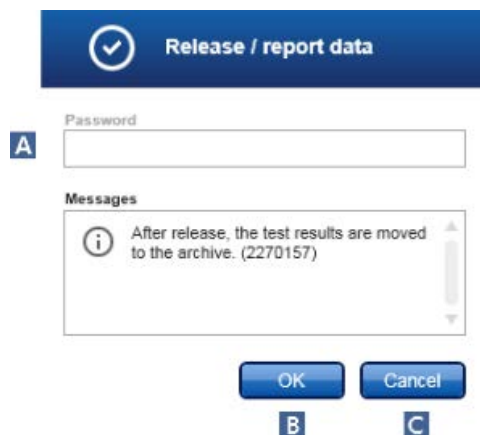 Release / report data
Password
A
Messages
After release, the test results are moved
to the archive. (2270157)
OK
Cancel
B
C